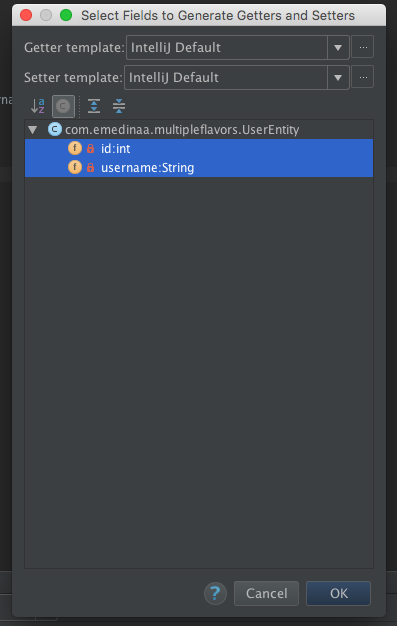 Select Fields to Generate Getters and Setters
Getter template: IntelliJ Default ...
Setter template: IntelliJ Default ...
a z C
C com.emedinaa.multipleflavors.UserEntity
f id:int
f username:String
? Cancel OK